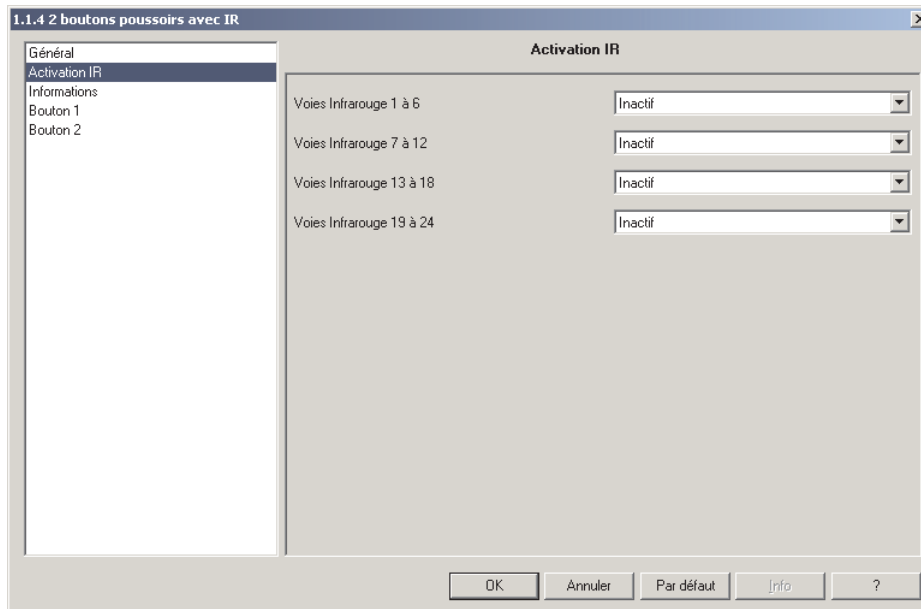 1.1.4 2 boutons poussoirs avec IR
Général
Activation IR
Informations
Bouton 1
Bouton 2
Activation IR
Voies Infrarouge 1 à 6 Inactif
Voies Infrarouge 7 à 12 Inactif
Voies Infrarouge 13 à 18 Inactif
Voies Infrarouge 19 à 24 Inactif
OK Annuler Par défaut Info ?